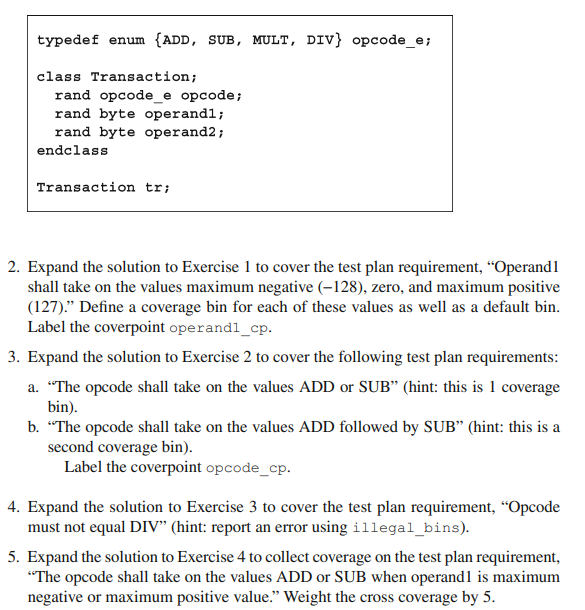 typedef enum {ADD, SUB, MULT, DIV} opcode_e;
class Transaction;
rand opcode_e opcode;
rand byte operand1;
rand byte operand2;
endclass
Transaction tr;
2. Expand the solution to Exercise 1 to cover the test plan requirement, “Operand1
shall take on the values maximum negative (−128), zero, and maximum positive
(127).” Define a coverage bin for each of these values as well as a default bin.
Label the coverpoint operand1_cp.
3. Expand the solution to Exercise 2 to cover the following test plan requirements:
a. “The opcode shall take on the values ADD or SUB” (hint: this is 1 coverage
bin).
b. “The opcode shall take on the values ADD followed by SUB” (hint: this is a
second coverage bin).
Label the coverpoint opcode_cp.
4. Expand the solution to Exercise 3 to cover the test plan requirement, “Opcode
must not equal DIV” (hint: report an error using illegal_bins).
5. Expand the solution to Exercise 4 to collect coverage on the test plan requirement,
“The opcode shall take on the values ADD or SUB when operand1 is maximum
negative or maximum positive value.” Weight the cross coverage by 5.